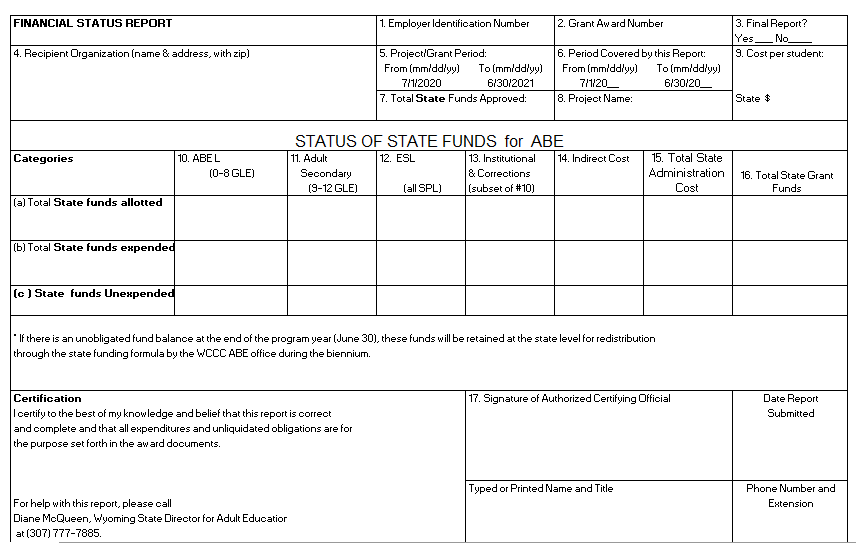 FINANCIAL STATUS REPORT
1. Employer Identification Number
2. Grant Award Number
3. Final Report?
Yes___ No____
4. Recipient Organization (name & address, with zip)
5. Project/Grant Period:
From (mm/dd/yy) To (mm/dd/yy)
7/1/2020 6/30/2021
6. Period Covered by this Report:
From (mm/dd/yy) To (mm/dd/yy)
7/1/20__ 6/30/20__
9. Cost per student:
State $
7. Total State Funds Approved:
8. Project Name:
STATUS OF STATE FUNDS for ABE
Categories
10. ABE L
(0-8 GLE)
11. Adult
Secondary
(9-12 GLE)
12. ESL
(all SPL)
13. Institutional
& Corrections
(subset of #10)
14. Indirect Cost
15. Total State
Administration
Cost
16. Total State Grant
Funds
(a) Total State funds allotted
(b) Total State funds expended
(c ) State funds Unexpended
* If there is an unobligated fund balance at the end of the program year (June 30), these funds will be retained at the state level for redistribution
through the state funding formula by the WCCC ABE office during the biennium.
Certification
I certify to the best of my knowledge and belief that this report is correct
and complete and that all expenditures and unliquidated obligations are for
the purpose set forth in the award documents.
For help with this report, please call
Diane McQueen, Wyoming State Director for Adult Educatior
at (307) 777-7885.
17. Signature of Authorized Certifying Official
Date Report
Submitted
Typed or Printed Name and Title
Phone Number and
Extension